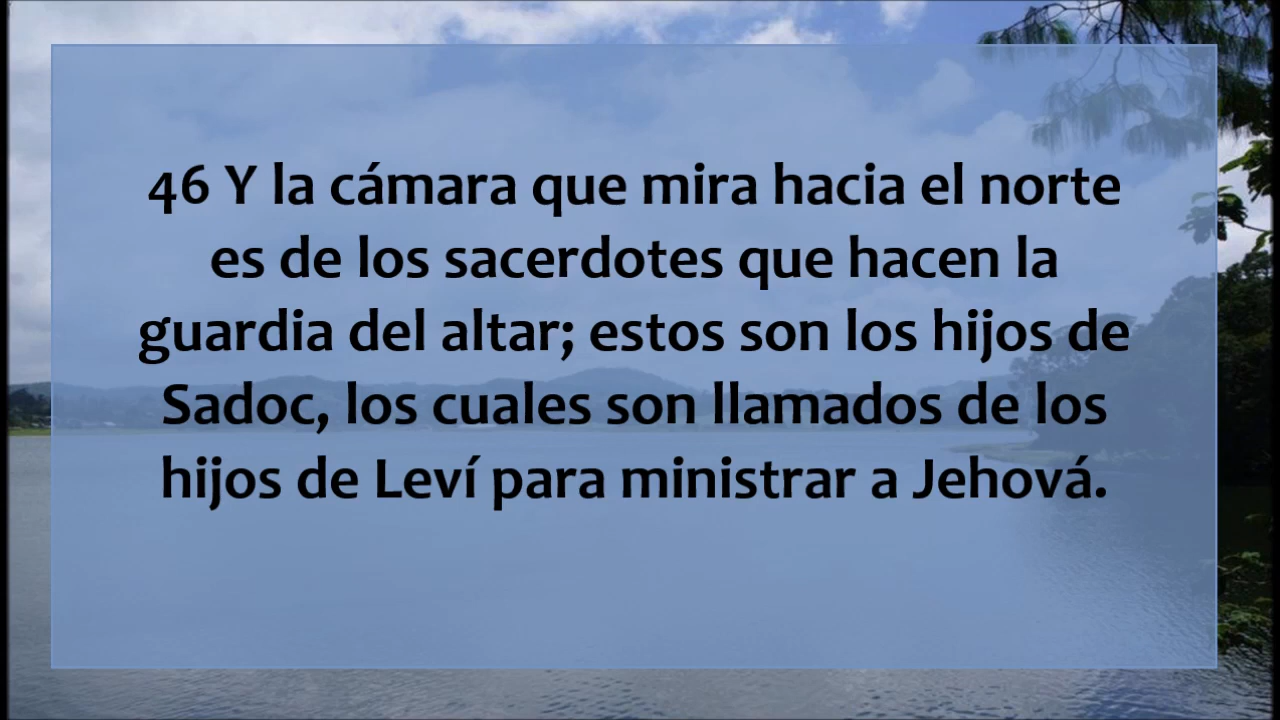 46 Y la cámara que mira hacia el norte
es de los sacerdotes que hacen la
guardia del altar; estos son los hijos de
Sadoc, los cuales son llamados de los
hijos de Leví para ministrar a Jehová.